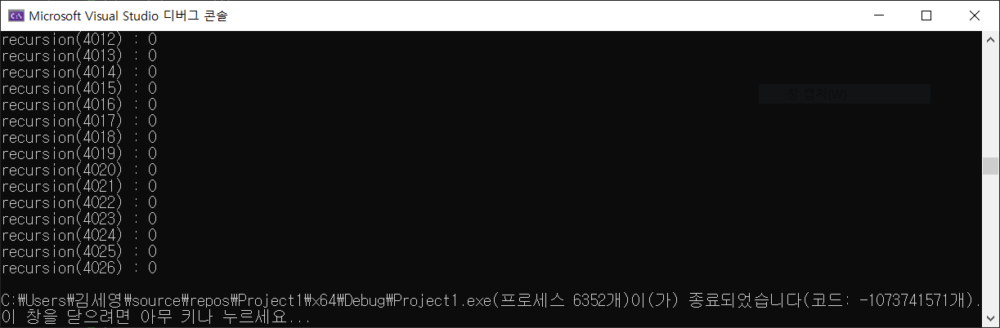 Microsoft Visual Studio 디버그 콘솔
recursion(4012) : 0
recursion(4013) : 0
recursion(4014) : 0
recursion(4015) : 0
recursion(4016) : 0
recursion(4017) : 0
recursion(4018) : 0
recursion(4019) : 0
recursion(4020) : 0
recursion(4021) : 0
recursion(4022) : 0
recursion(4023) : 0
recursion(4024) : 0
recursion(4025) : 0
recursion(4026) : 0
C:₩Users₩김세영₩source₩repos₩Project1₩x64₩Debug₩Project1.exe(프로세스 6352개)이(가) 종료되었습니다(코드: -1073741571개).
이 창을 닫으려면 아무 키나 누르세요...